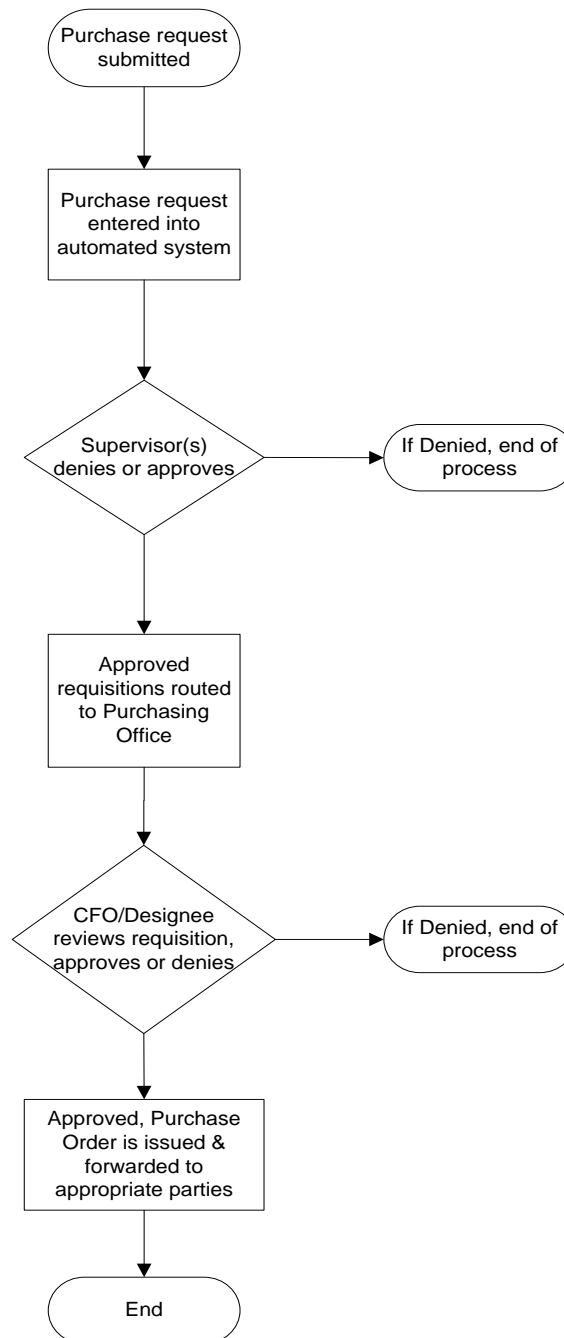 Purchase request
submitted
Purchase request
entered into
automated system
Supervisor(s)
denies or approves
If Denied, end of
process
Approved
requisitions routed
to Purchasing
Office
CFO/Designee
reviews requisition,
approves or denies
If Denied, end of
process
Approved, Purchase
Order is issued &
forwarded to
appropriate parties
End